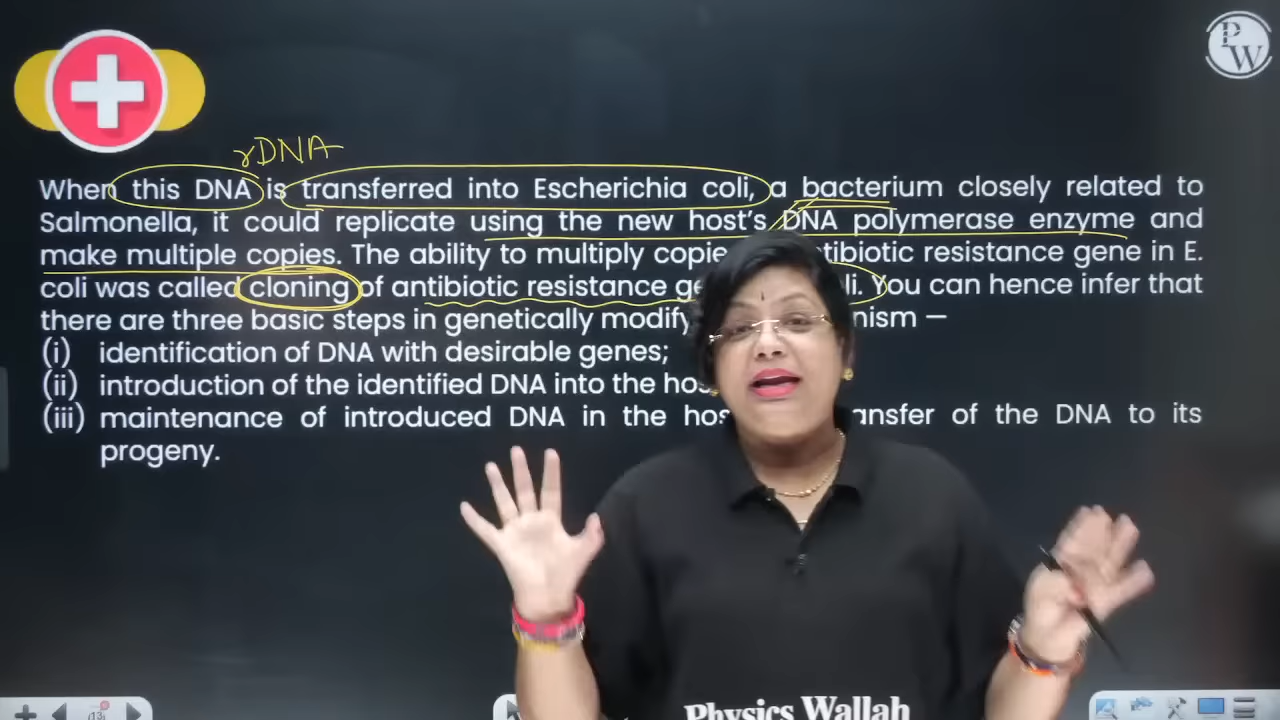 PW
rDNA
When this DNA is transferred into Escherichia coli, a bacterium closely related to
Salmonella, it could replicate using the new host's DNA polymerase enzyme and
make multiple copies. The ability to multiply copie tibiotic resistance gene in E.
coli was called cloning of antibiotic resistance ge li. You can hence infer that
there are three basic steps in genetically modify nism —
(i) identification of DNA with desirable genes;
(ii) introduction of the identified DNA into the hos
(iii) maintenance of introduced DNA in the hos ansfer of the DNA to its
progeny.
Physics Wallah